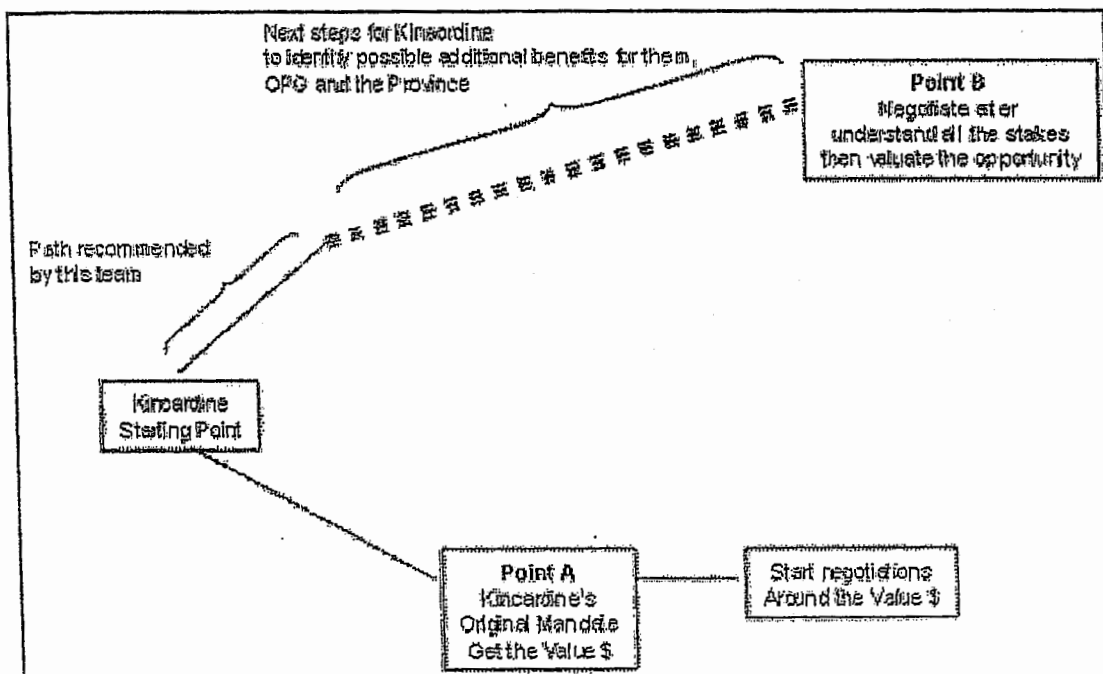 Next steps for Kincardine
to identify possible additional benefits for them,
OPG and the Province
Point B
Negotiate after
understand all the stakes
then valuate the opportunity
Path recommended
by this team
Kincardine
Starting Point
Point A
Kincardine's
Original Mandate
Get the Value $
Start negotiations
Around the Value $